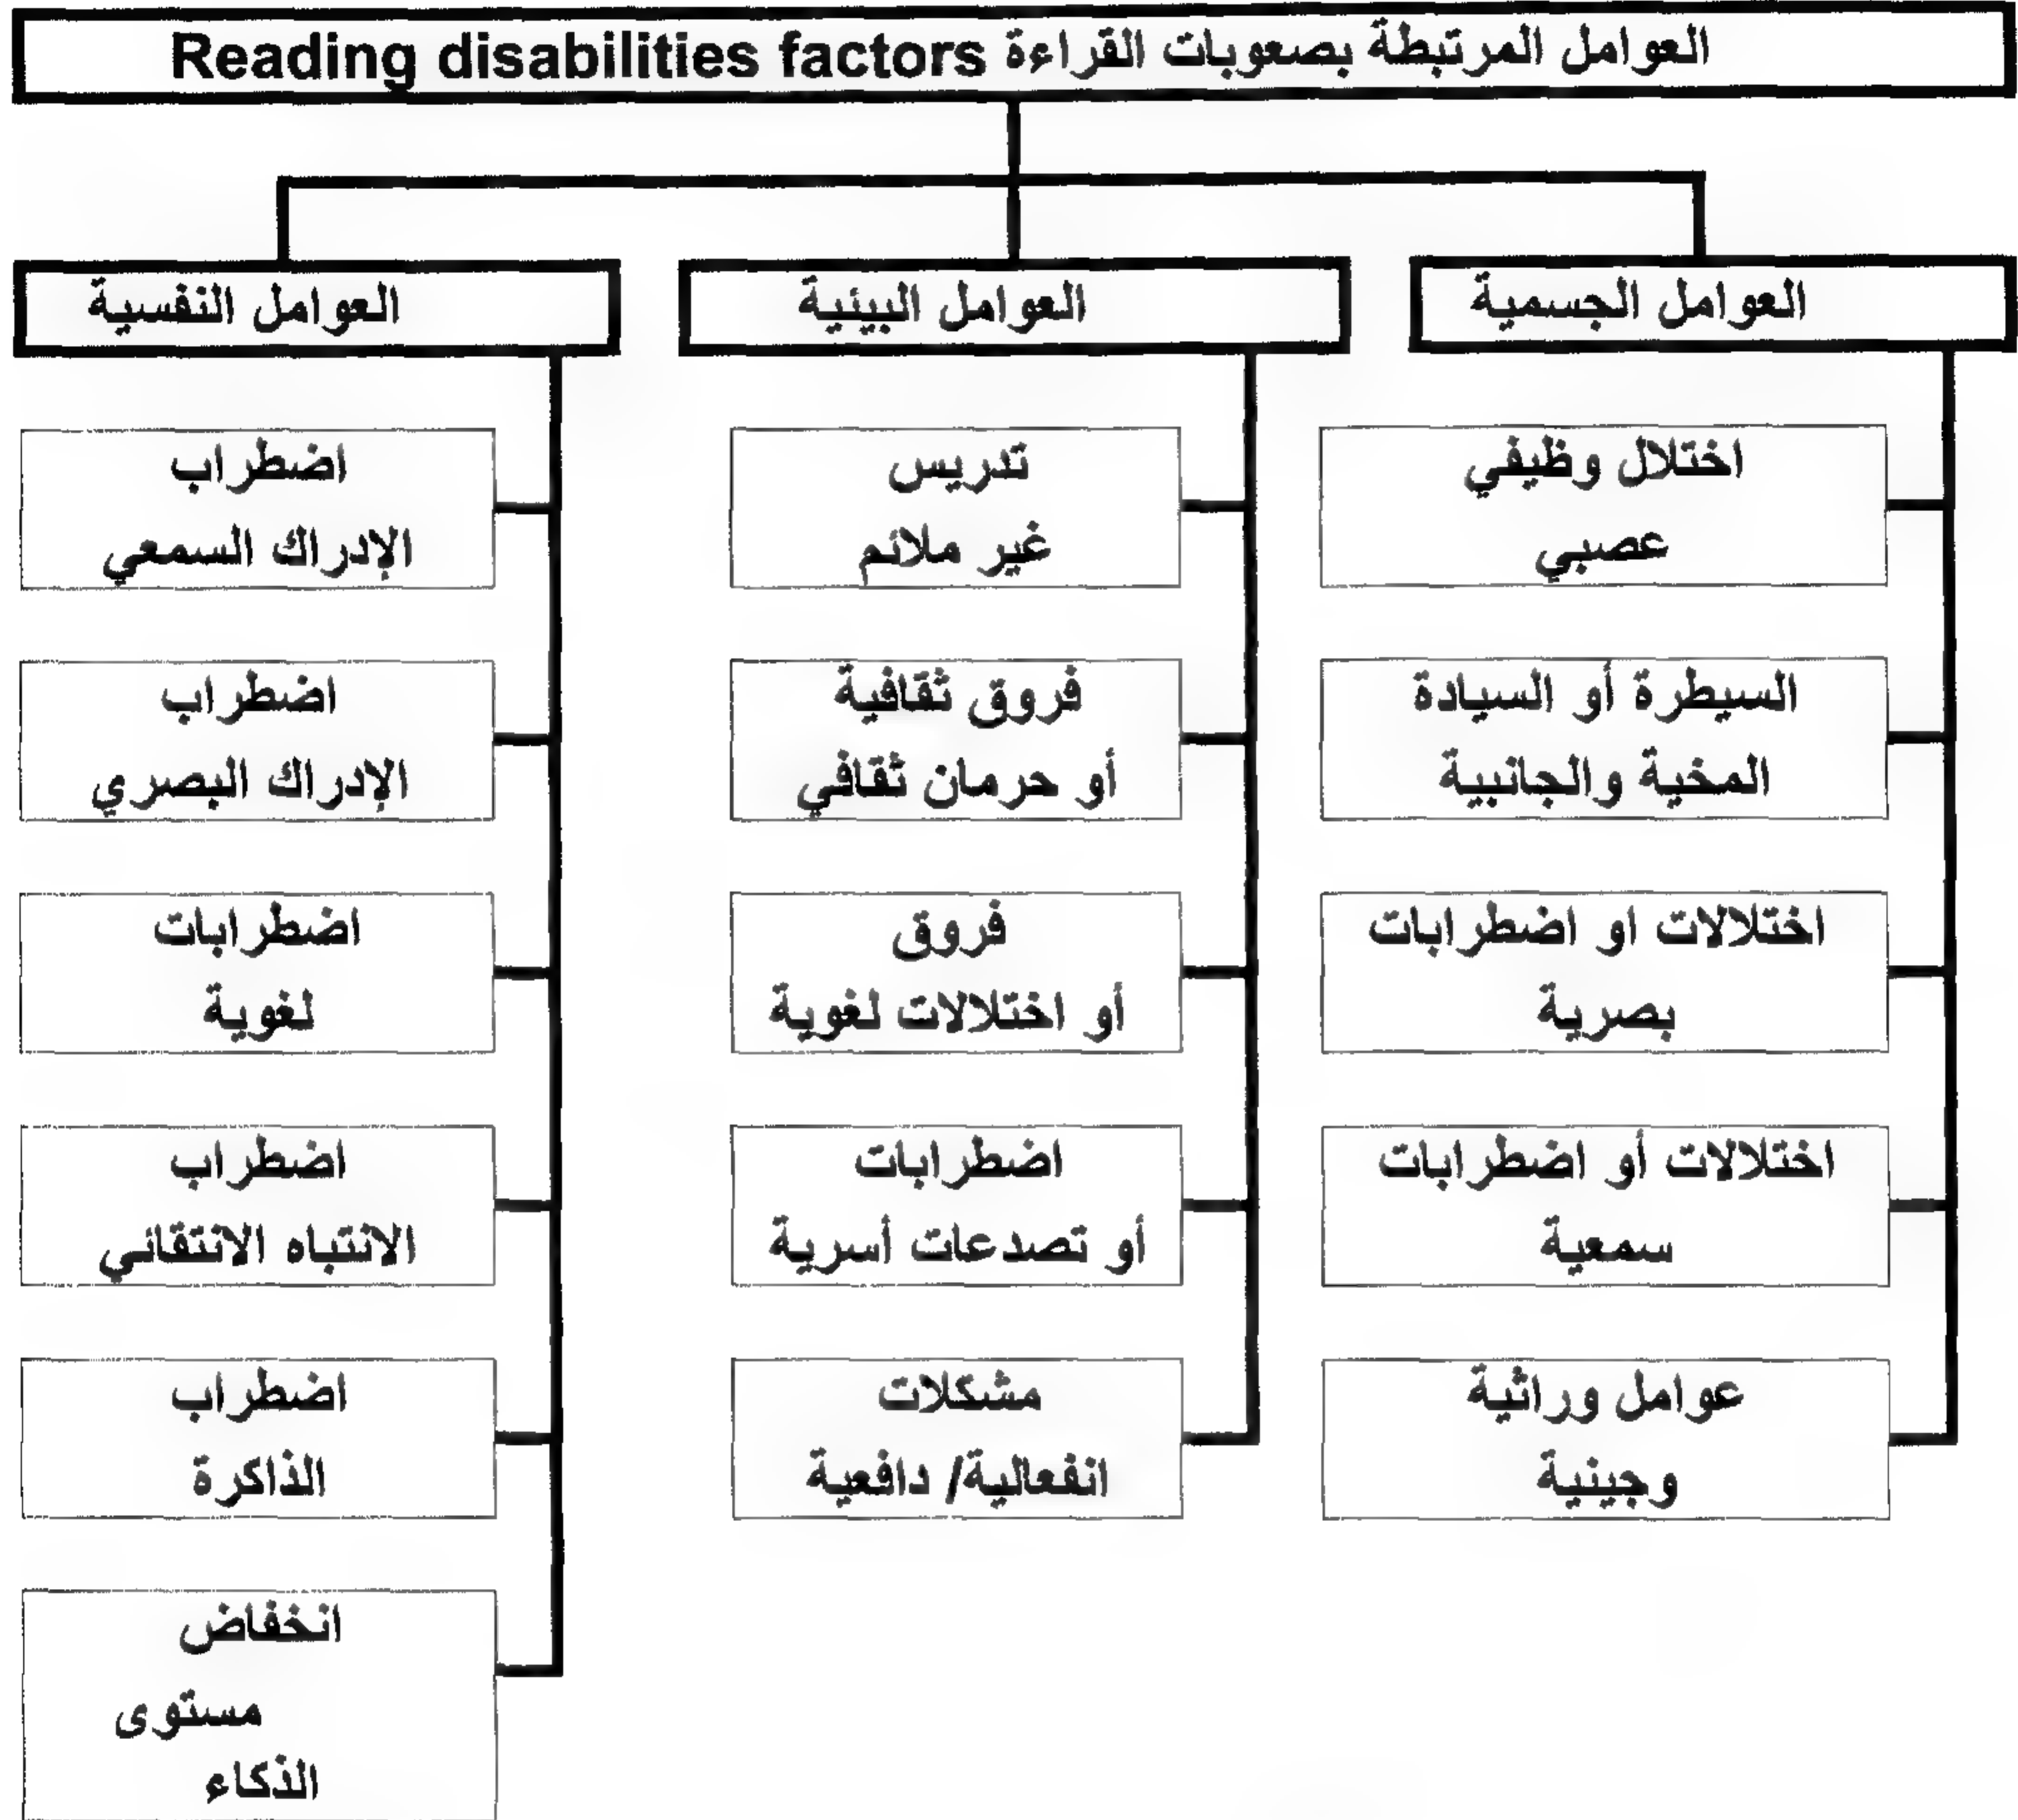 العوامل المرتبطة بصعوبات القراءة Reading disabilities factors
العوامل الجسمية
اختلال وظيفي
عصبي
السيطرة أو السيادة
المخية والجانبية
اختلالات او اضطرابات
بصرية
اختلالات أو اضطرابات
سمعية
عوامل وراثية
وجينية
العوامل البيئية
تدريس
غير ملائم
فروق ثقافية
أو حرمان ثقافي
فروق
أو اختلالات لغوية
اضطرابات
أو تصدعات أسرية
مشكلات
انفعالية/ دافعية
العوامل النفسية
اضطراب
الإدراك السمعي
اضطراب
الإدراك البصري
اضطرابات
لغوية
اضطراب
الانتباه الانتقائي
اضطراب
الذاكرة
انخفاض
مستوى
الذكاء